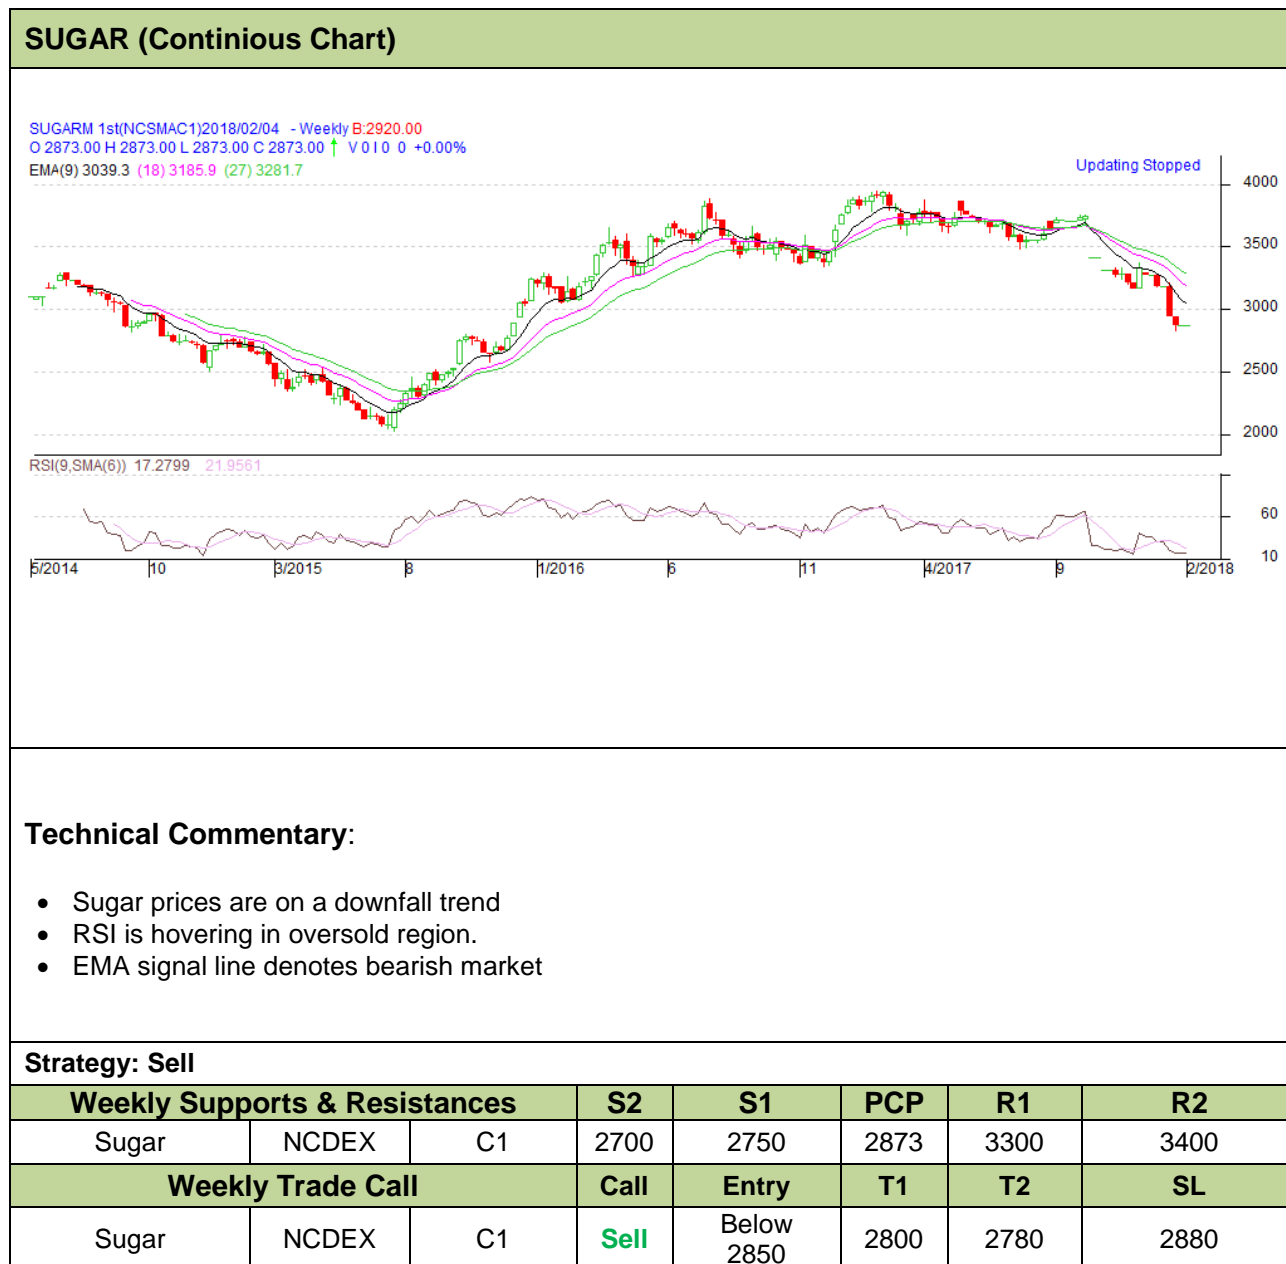 SUGAR (Continious Chart)
SUGARM 1st(NCSMAC1)2018/02/04 - Weekly B:2920.00
O 2873.00 H 2873.00 L 2873.00 C 2873.00 ↑ V 0 I 0 0 +0.00%
EMA(9) 3039.3 (18) 3185.9 (27) 3281.7
Updating Stopped
4000
3500
3000
2500
2000
RSI(9,SMA(6)) 17.2799 21.9561
60
10
5/2014 10 3/2015 8 1/2016 6 11 4/2017 9 2/2018
Technical Commentary:
• Sugar prices are on a downfall trend
• RSI is hovering in oversold region.
• EMA signal line denotes bearish market
Strategy: Sell
Weekly Supports & Resistances S2 S1 PCP R1 R2
Sugar NCDEX C1 2700 2750 2873 3300 3400
Weekly Trade Call Call Entry T1 T2 SL
Sugar NCDEX C1 Sell Below 2850 2800 2780 2880